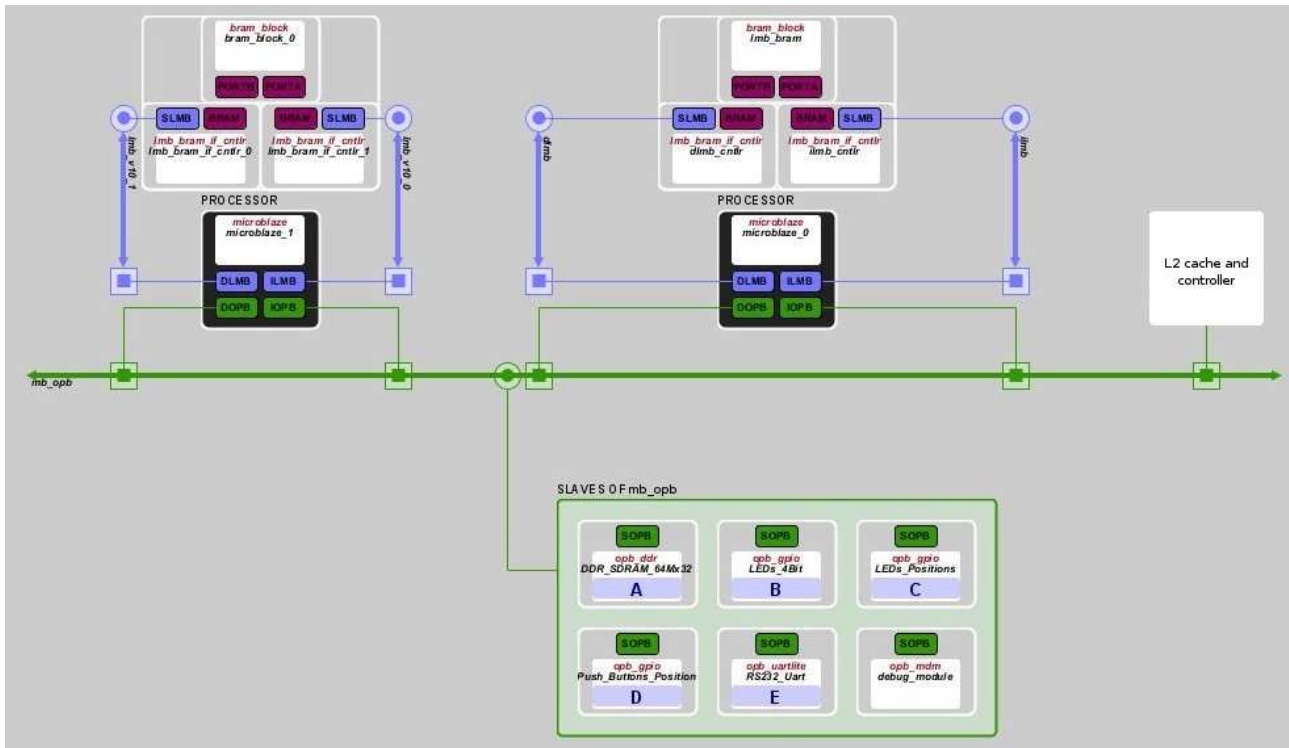 bram_block
bram_block_0
PORTB PORTA
SLMB BRAM BRAM SLMB
lmb_bram_if_cntlr lmb_bram_if_cntlr
lmb_bram_if_cntlr_0 lmb_bram_if_cntlr_1
lmb_v10_1
lmb_v10_0
PROCESSOR
microblaze
microblaze_1
DLMB ILMB
DOPB IOPB
bram_block
lmb_bram
PORTB PORTA
SLMB BRAM BRAM SLMB
lmb_bram_if_cntlr lmb_bram_if_cntlr
dlmb_cntlr ilmb_cntlr
dlmb
ilmb
PROCESSOR
microblaze
microblaze_0
DLMB ILMB
DOPB IOPB
L2 cache and
controller
mb_opb
SLAVES OF mb_opb
SOPB SOPB SOPB
opb_ddr opb_gpio opb_gpio
DDR_SDRAM_64Mx32 LEDs_4Bit LEDs_Positions
A B C
SOPB SOPB SOPB
opb_gpio opb_uartlite opb_mdm
Push_Buttons_Position RS232_Uart debug_module
D E